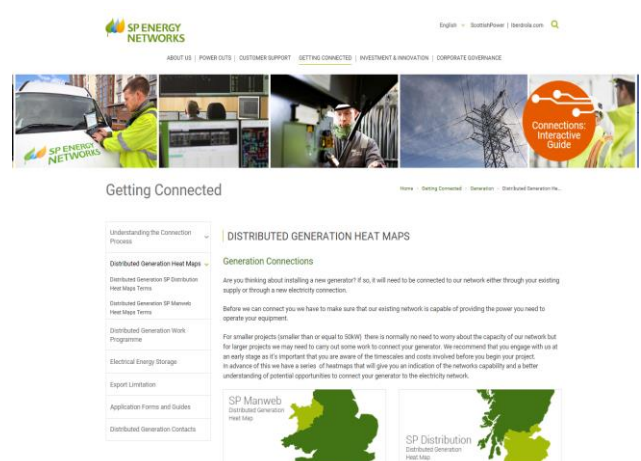 SP ENERGY
NETWORKS
English
ScottishPower | Iberdrola.com
ABOUT US | POWER CUTS | CUSTOMER SUPPORT | GETTING CONNECTED | INVESTMENT & INNOVATION | CORPORATE GOVERNANCE
SP ENERGY
NETWORKS
Connections:
Interactive
Guide
Getting Connected
Home - Getting Connected - Generation - Distributed Generation He...
Understanding the Connection
Process
Distributed Generation Heat Maps
Distributed Generation SP Distribution
Heat Maps Terms
Distributed Generation SP Manweb
Heat Maps Terms
Distributed Generation Work
Programme
Electrical Energy Storage
Export Limitation
Application Forms and Guides
Distributed Generation Contacts
DISTRIBUTED GENERATION HEAT MAPS
Generation Connections
Are you thinking about installing a new generator? If so, it will need to be connected to our network either through your existing
supply or through a new electricity connection.
Before we can connect you we have to make sure that our existing network is capable of providing the power you need to
operate your equipment.
For smaller projects (smaller than or equal to 50kW) there is normally no need to worry about the capacity of our network but
for larger projects we may need to carry out some work to connect your generator. We recommend that you engage with us at
an early stage as it's important that you are aware of the timescales and costs involved before you begin your project.
In advance of this we have a series of heatmaps that will give you an indication of the networks capability and a better
understanding of potential opportunities to connect your generator to the electricity network.
SP Manweb
Distributed Generation
Heat Map
SP Distribution
Distributed Generation
Heat Map